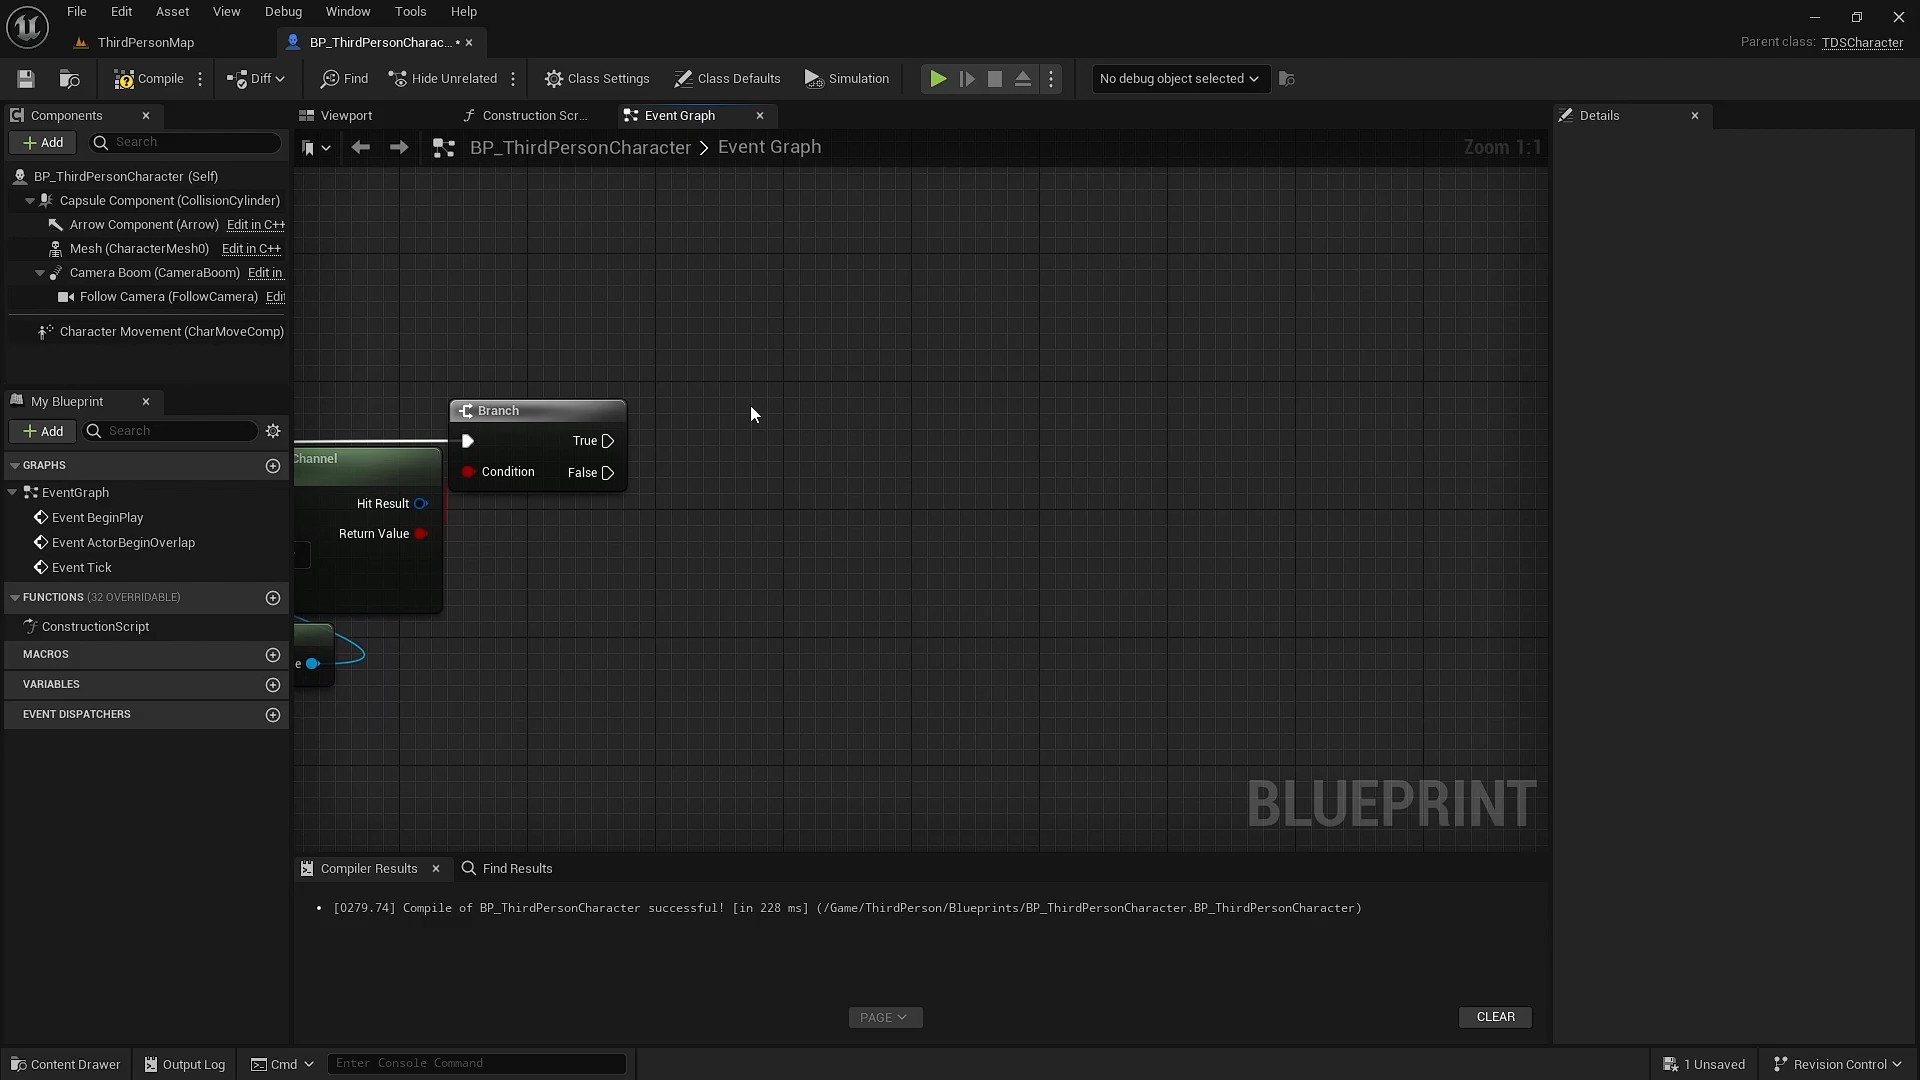 File Edit Asset View Debug Window Tools Help
ThirdPersonMap
BP_ThirdPersonCharac... •
Parent class: TDSCharacter
Compile
Diff
Find
Hide Unrelated
Class Settings
Class Defaults
Simulation
No debug object selected
Components
Add
Search
BP_ThirdPersonCharacter (Self)
Capsule Component (CollisionCylinder)
Arrow Component (Arrow) Edit in C++
Mesh (CharacterMesh0) Edit in C++
Camera Boom (CameraBoom) Edit in
Follow Camera (FollowCamera) Edi
Character Movement (CharMoveComp)
My Blueprint
Add
Search
GRAPHS
EventGraph
Event BeginPlay
Event ActorBeginOverlap
Event Tick
FUNCTIONS (32 OVERRIDABLE)
ConstructionScript
MACROS
VARIABLES
EVENT DISPATCHERS
Viewport
Construction Scr...
Event Graph
BP_ThirdPersonCharacter > Event Graph
Zoom 1:1
Branch
True
Condition
False
Channel
Hit Result
Return Value
e
BLUEPRINT
Compiler Results
Find Results
• [0279.74] Compile of BP_ThirdPersonCharacter successful! [in 228 ms] (/Game/ThirdPerson/Blueprints/BP_ThirdPersonCharacter.BP_ThirdPersonCharacter)
PAGE
CLEAR
Details
Content Drawer
Output Log
Cmd
Enter Console Command
1 Unsaved
Revision Control